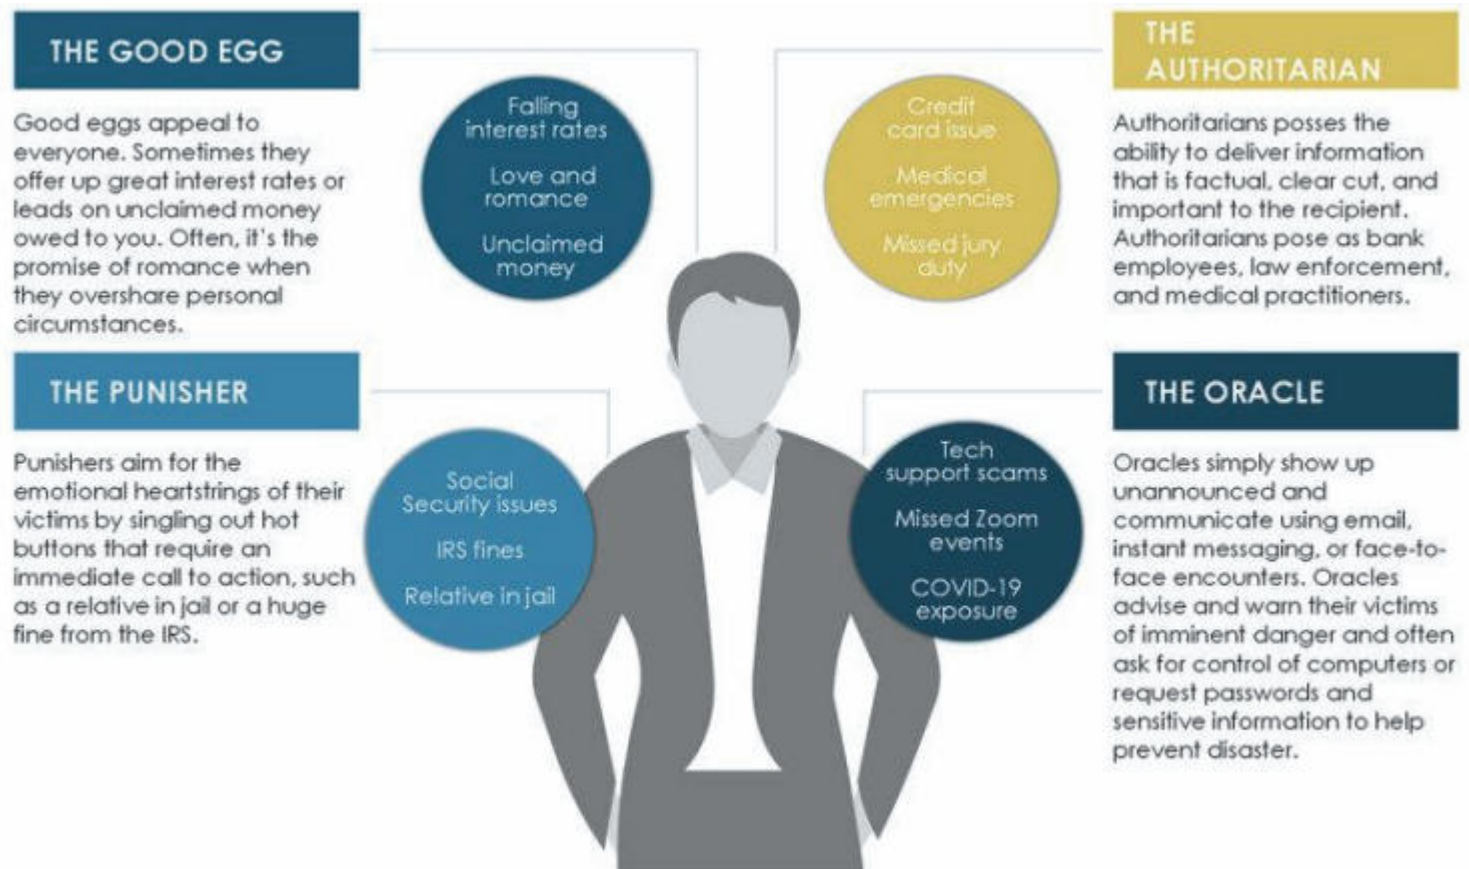 THE GOOD EGG
Good eggs appeal to
everyone. Sometimes they
offer up great interest rates or
leads on unclaimed money
owed to you. Often, it's the
promise of romance when
they overshare personal
circumstances.
Falling
interest rates
Love and
romance
Unclaimed
money
THE
AUTHORITARIAN
Authoritarians posses the
ability to deliver information
that is factual, clear cut, and
important to the recipient.
Authoritarians pose as bank
employees, law enforcement,
and medical practitioners.
Credit
card issue
Medical
emergencies
Missed jury
duty
THE PUNISHER
Punishers aim for the
emotional heartstrings of their
victims by singling out hot
buttons that require an
immediate call to action, such
as a relative in jail or a huge
fine from the IRS.
Social
Security issues
IRS fines
Relative in jail
THE ORACLE
Oracles simply show up
unannounced and
communicate using email,
instant messaging, or face-to-
face encounters. Oracles
advise and warn their victims
of imminent danger and often
ask for control of computers or
request passwords and
sensitive information to help
prevent disaster.
Tech
support scams
Missed Zoom
events
COVID-19
exposure